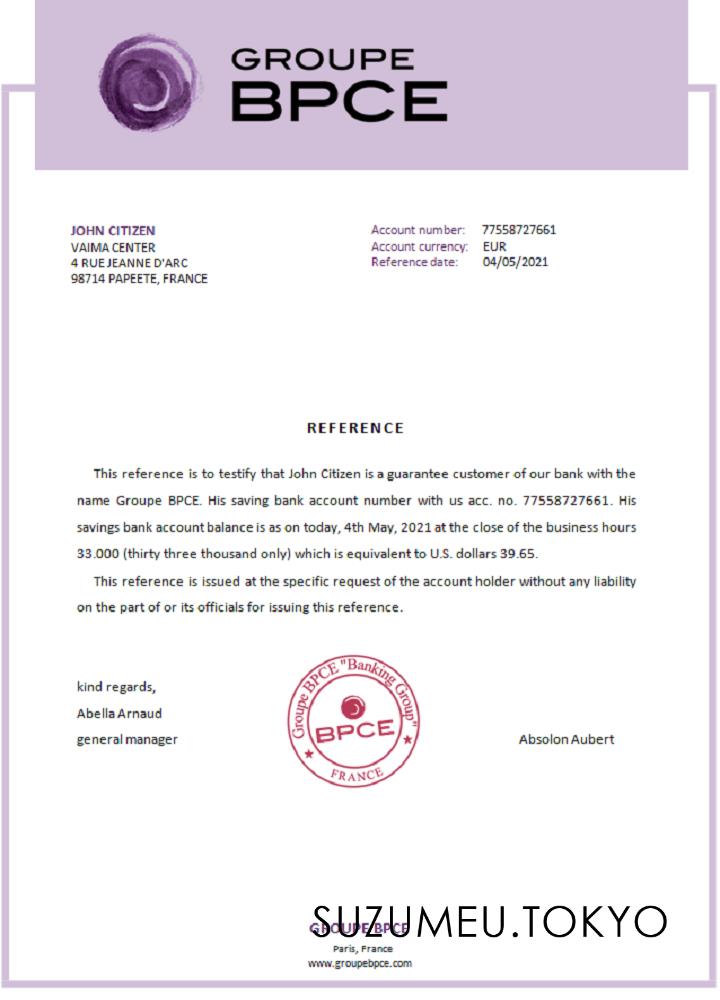 GROUPE
BPCE
JOHN CITIZEN
VAIMA CENTER
4 RUE JEANNE D'ARC
98714 PAPEETE, FRANCE
Account number: 77558727661
Account currency: EUR
Reference date: 04/05/2021
REFERENCE
This reference is to testify that John Citizen is a guarantee customer of our bank with the
name Groupe BPCE. His saving bank account number with us acc. no. 77558727661. His
savings bank account balance is as on today, 4th May, 2021 at the close of the business hours
33.000 (thirty three thousand only) which is equivalent to U.S. dollars 39.65.
This reference is issued at the specific request of the account holder without any liability
on the part of or its officials for issuing this reference.
kind regards,
Abella Arnaud
general manager
Groupe BPCE "Banking Group"
BPCE
FRANCE
Absolon Aubert
SUZUMEU.TOKYO
GROUPE BPCE
Paris, France
www.groupebpce.com